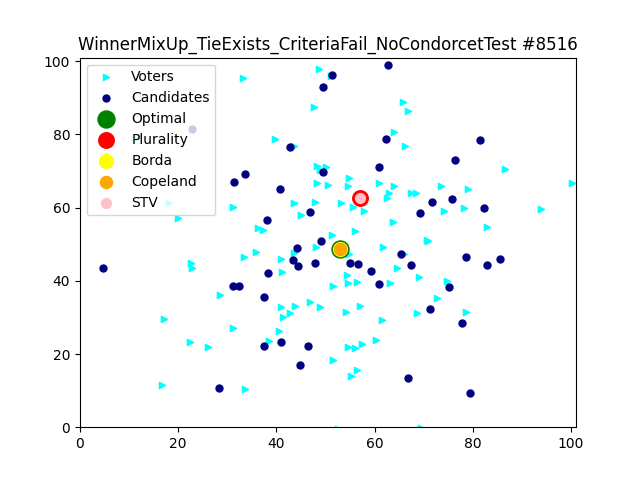 WinnerMixUp_TieExists_CriteriaFail_NoCondorcetTest #8516
Voters
Candidates
Optimal
Plurality
Borda
Copeland
STV
100
80
60
40
20
0
0 20 40 60 80 100